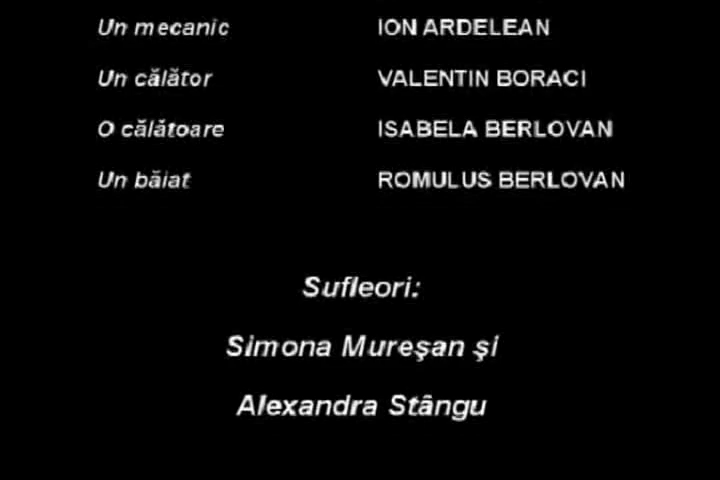 Un mecanic ION ARDELEAN
Un călător VALENTIN BORACI
O călătoare ISABELA BERLOVAN
Un băiat ROMULUS BERLOVAN
Sufleori:
Simona Mureşan şi
Alexandra Stângu